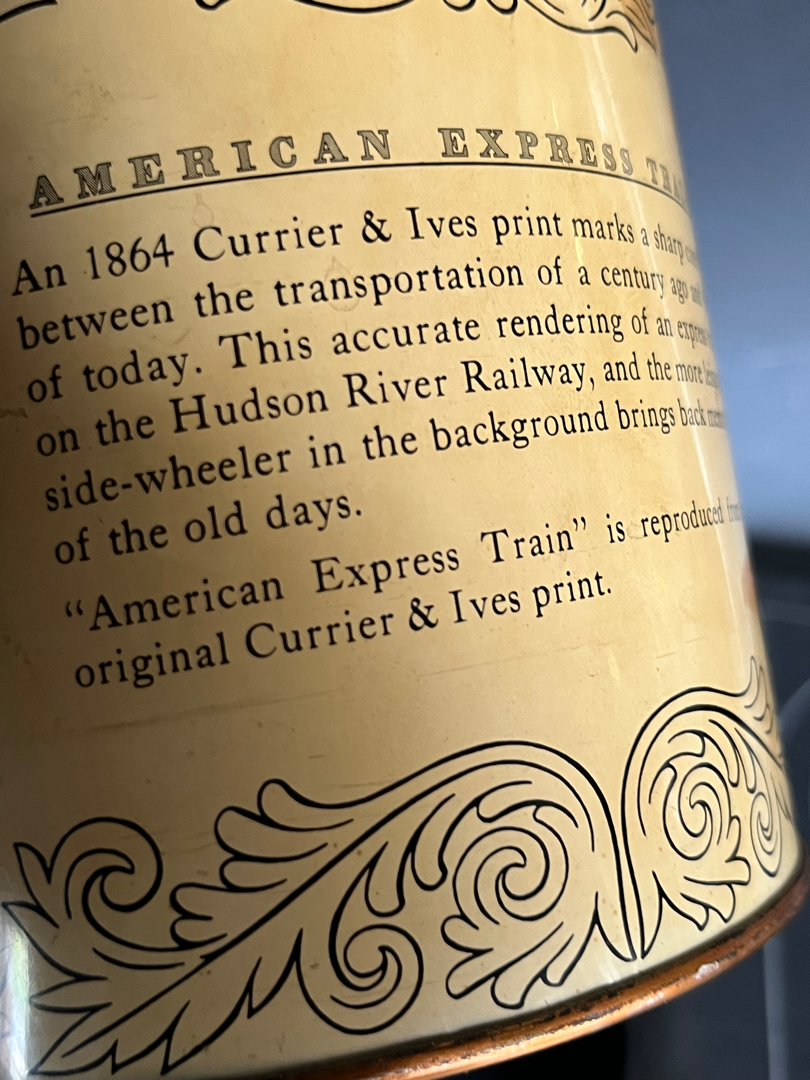 AMERICAN EXPRESS
An 1864 Currier & Ives print marks a sharp
between the transportation of a century ago
of today. This accurate rendering of an
on the Hudson River Railway, and the more
side-wheeler in the background brings back
of the old days.
“American Express Train” is reproduced
original Currier & Ives print.